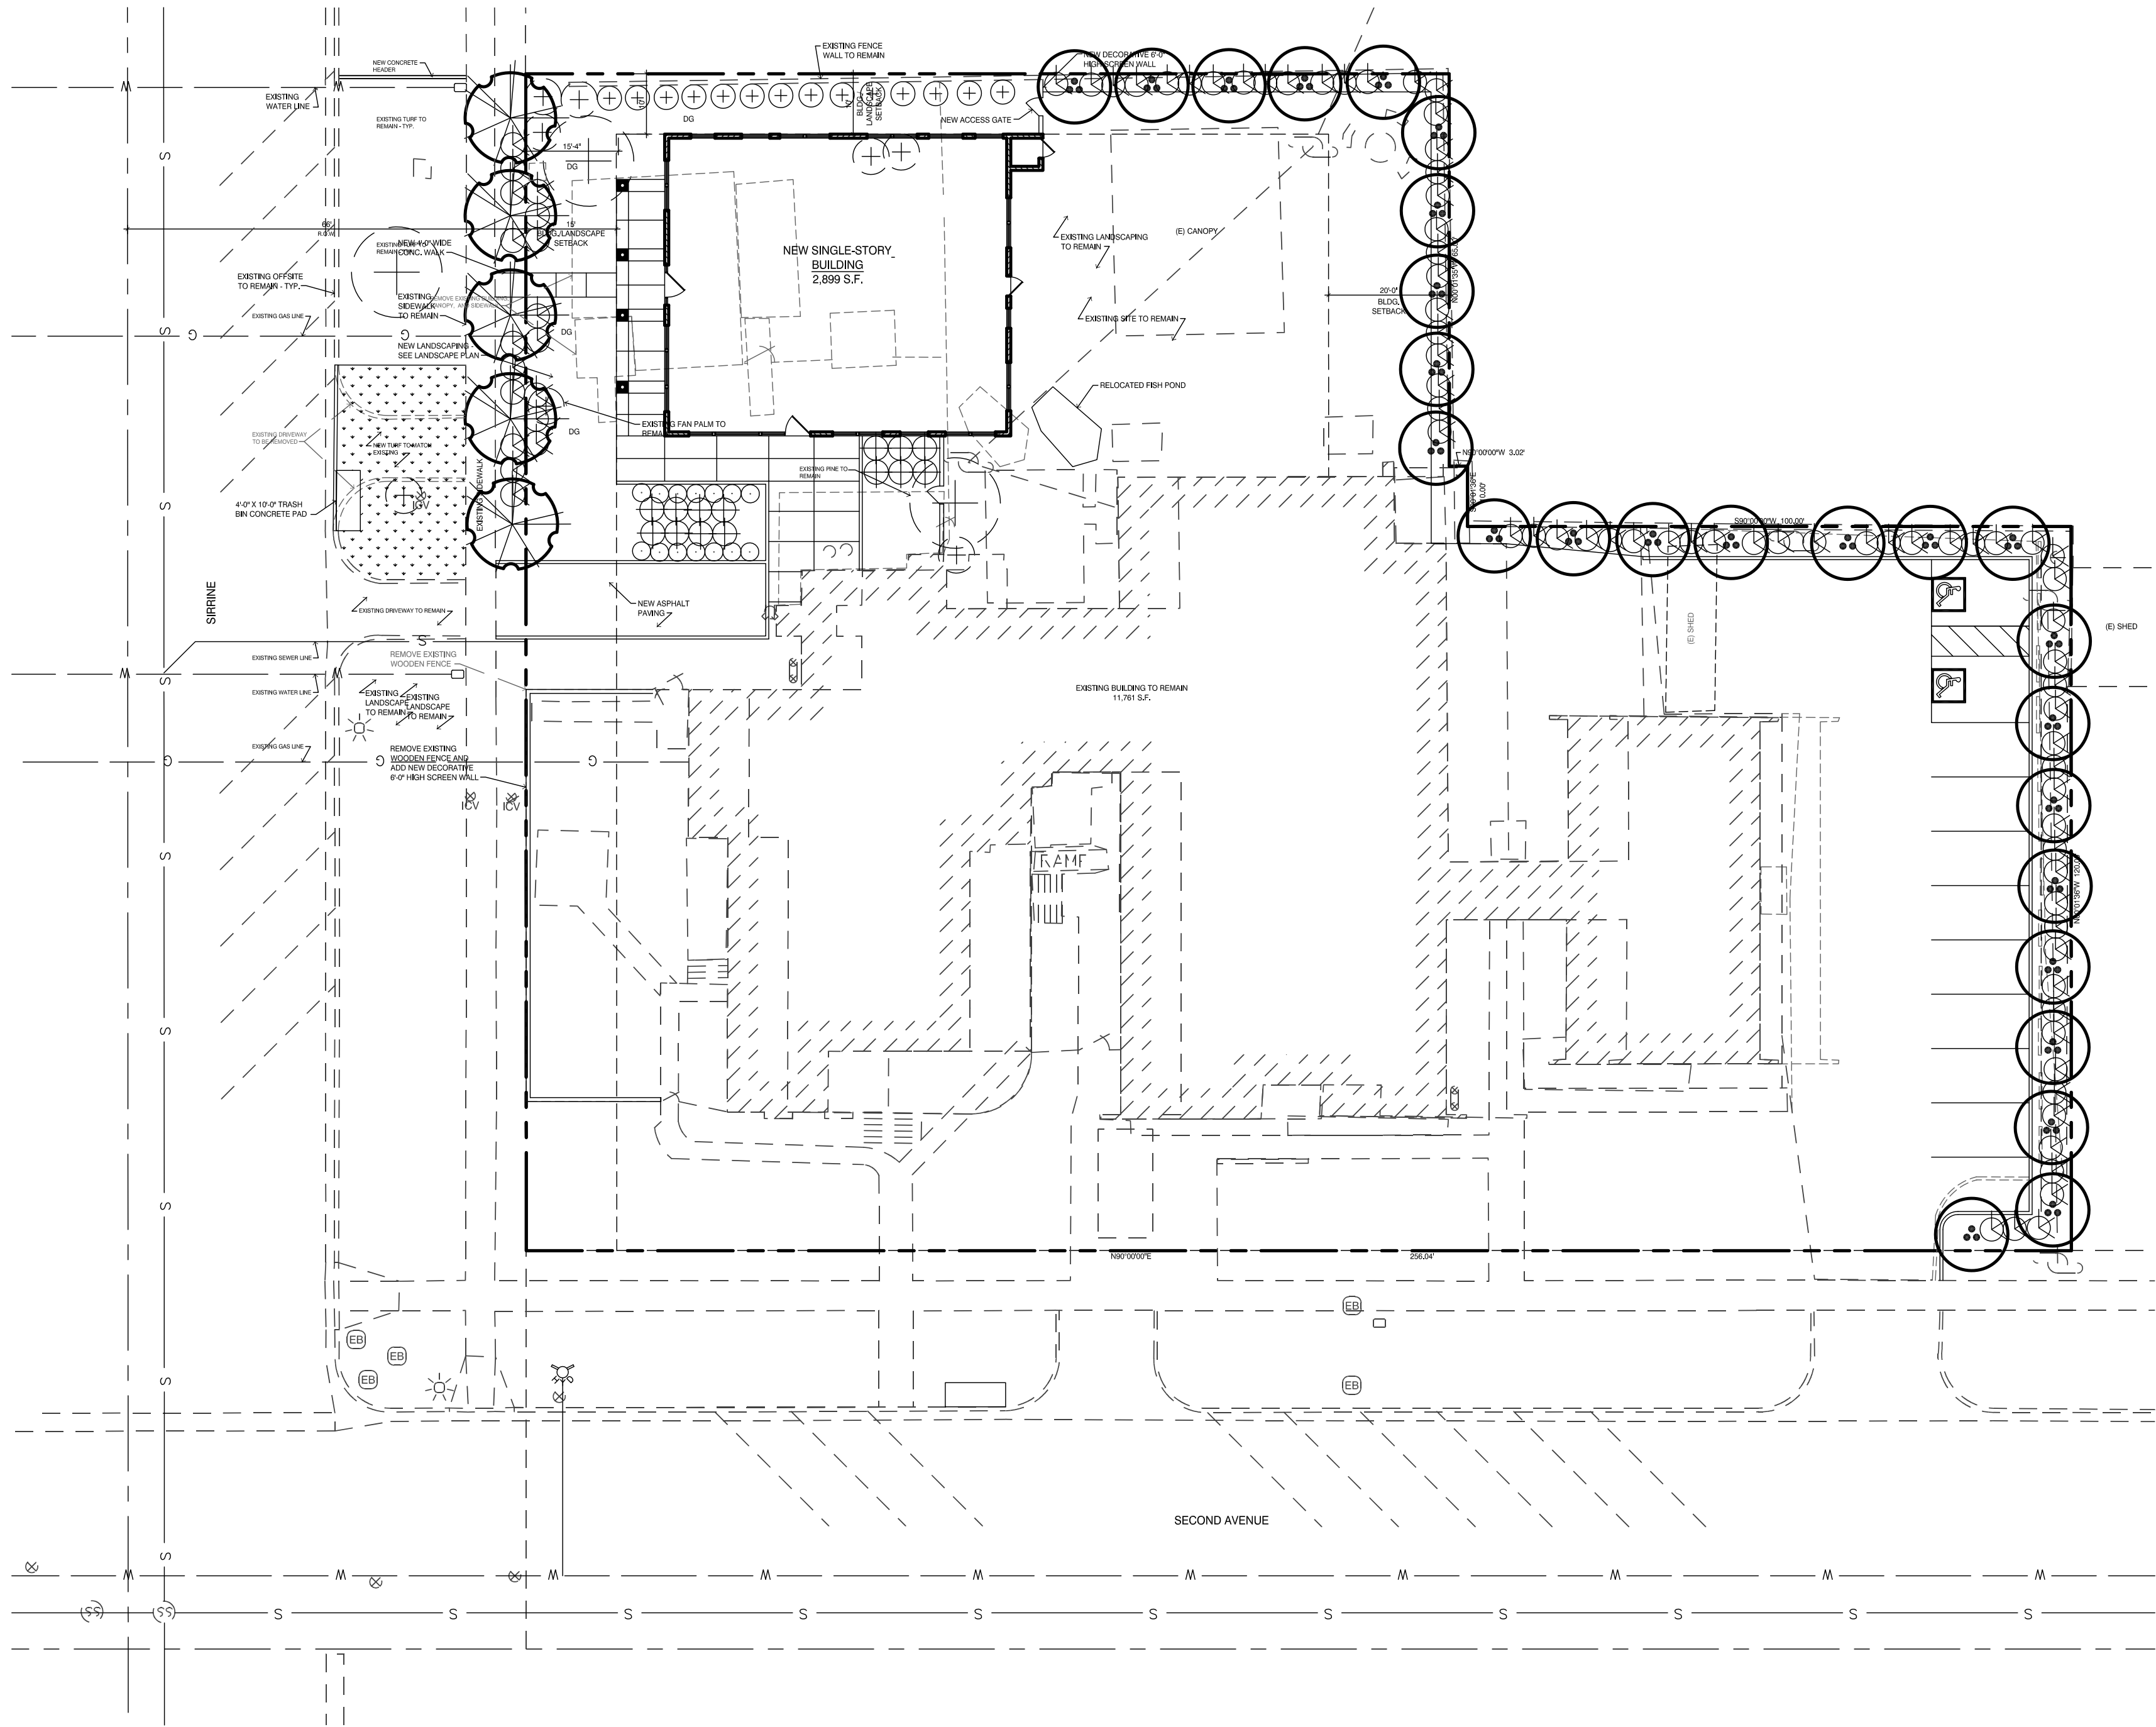 EXISTING FENCE
WALL TO REMAIN
NEW DECORATIVE 6'-0"
HIGH SCREEN WALL
NEW CONCRETE
HEADER
EXISTING
WATER LINE
W
W
EXISTING TURF TO
REMAIN - TYP.
10'
BLDG./
LANDSCAPE
SETBACK
DG
NEW ACCESS GATE
S
15'-4"
DG
66'
R.O.W.
15'
BLDG./LANDSCAPE
SETBACK
NEW 4'-0" WIDE
CONC. WALK
NEW SINGLE-STORY
BUILDING
2,899 S.F.
EXISTING LANDSCAPING
TO REMAIN
(E) CANOPY
EXISTING OFFSITE
TO REMAIN - TYP.
EXISTING
SIDEWALK
TO REMAIN
20'-0"
BLDG.
SETBACK
EXISTING GAS LINE
EXISTING SITE TO REMAIN
S
G
G
DG
NEW LANDSCAPING -
SEE LANDSCAPE PLAN
RELOCATED FISH POND
EXISTING FAN PALM TO
REMAIN
DG
EXISTING DRIVEWAY
TO BE REMOVED
NEW TURF TO MATCH
EXISTING
N90°00'00"W 3.02'
EXISTING PINE TO
REMAIN
EXISTING SIDEWALK
4'-0" X 10'-0" TRASH
BIN CONCRETE PAD
ICV
S
S90°00'00"W 100.00'
SIRRINE
EXISTING DRIVEWAY TO REMAIN
NEW ASPHALT
PAVING
(E) SHED
(E) SHED
S
EXISTING SEWER LINE
REMOVE EXISTING
WOODEN FENCE
W
W
S
EXISTING WATER LINE
EXISTING
LANDSCAPE
TO REMAIN
EXISTING
LANDSCAPE
TO REMAIN
EXISTING BUILDING TO REMAIN
11,761 S.F.
EXISTING GAS LINE
REMOVE EXISTING
WOODEN FENCE AND
ADD NEW DECORATIVE
6'-0" HIGH SCREEN WALL
G
G
G
ICV
ICV
S
RAMP
S
S
N90°00'00"E
256.04'
EB
EB
EB
EB
EB
S
SECOND AVENUE
S
W
W
W
W
W
W
W
W
W
W
SS
SS
S
S
S
S
S
S
S
S
S
S
S